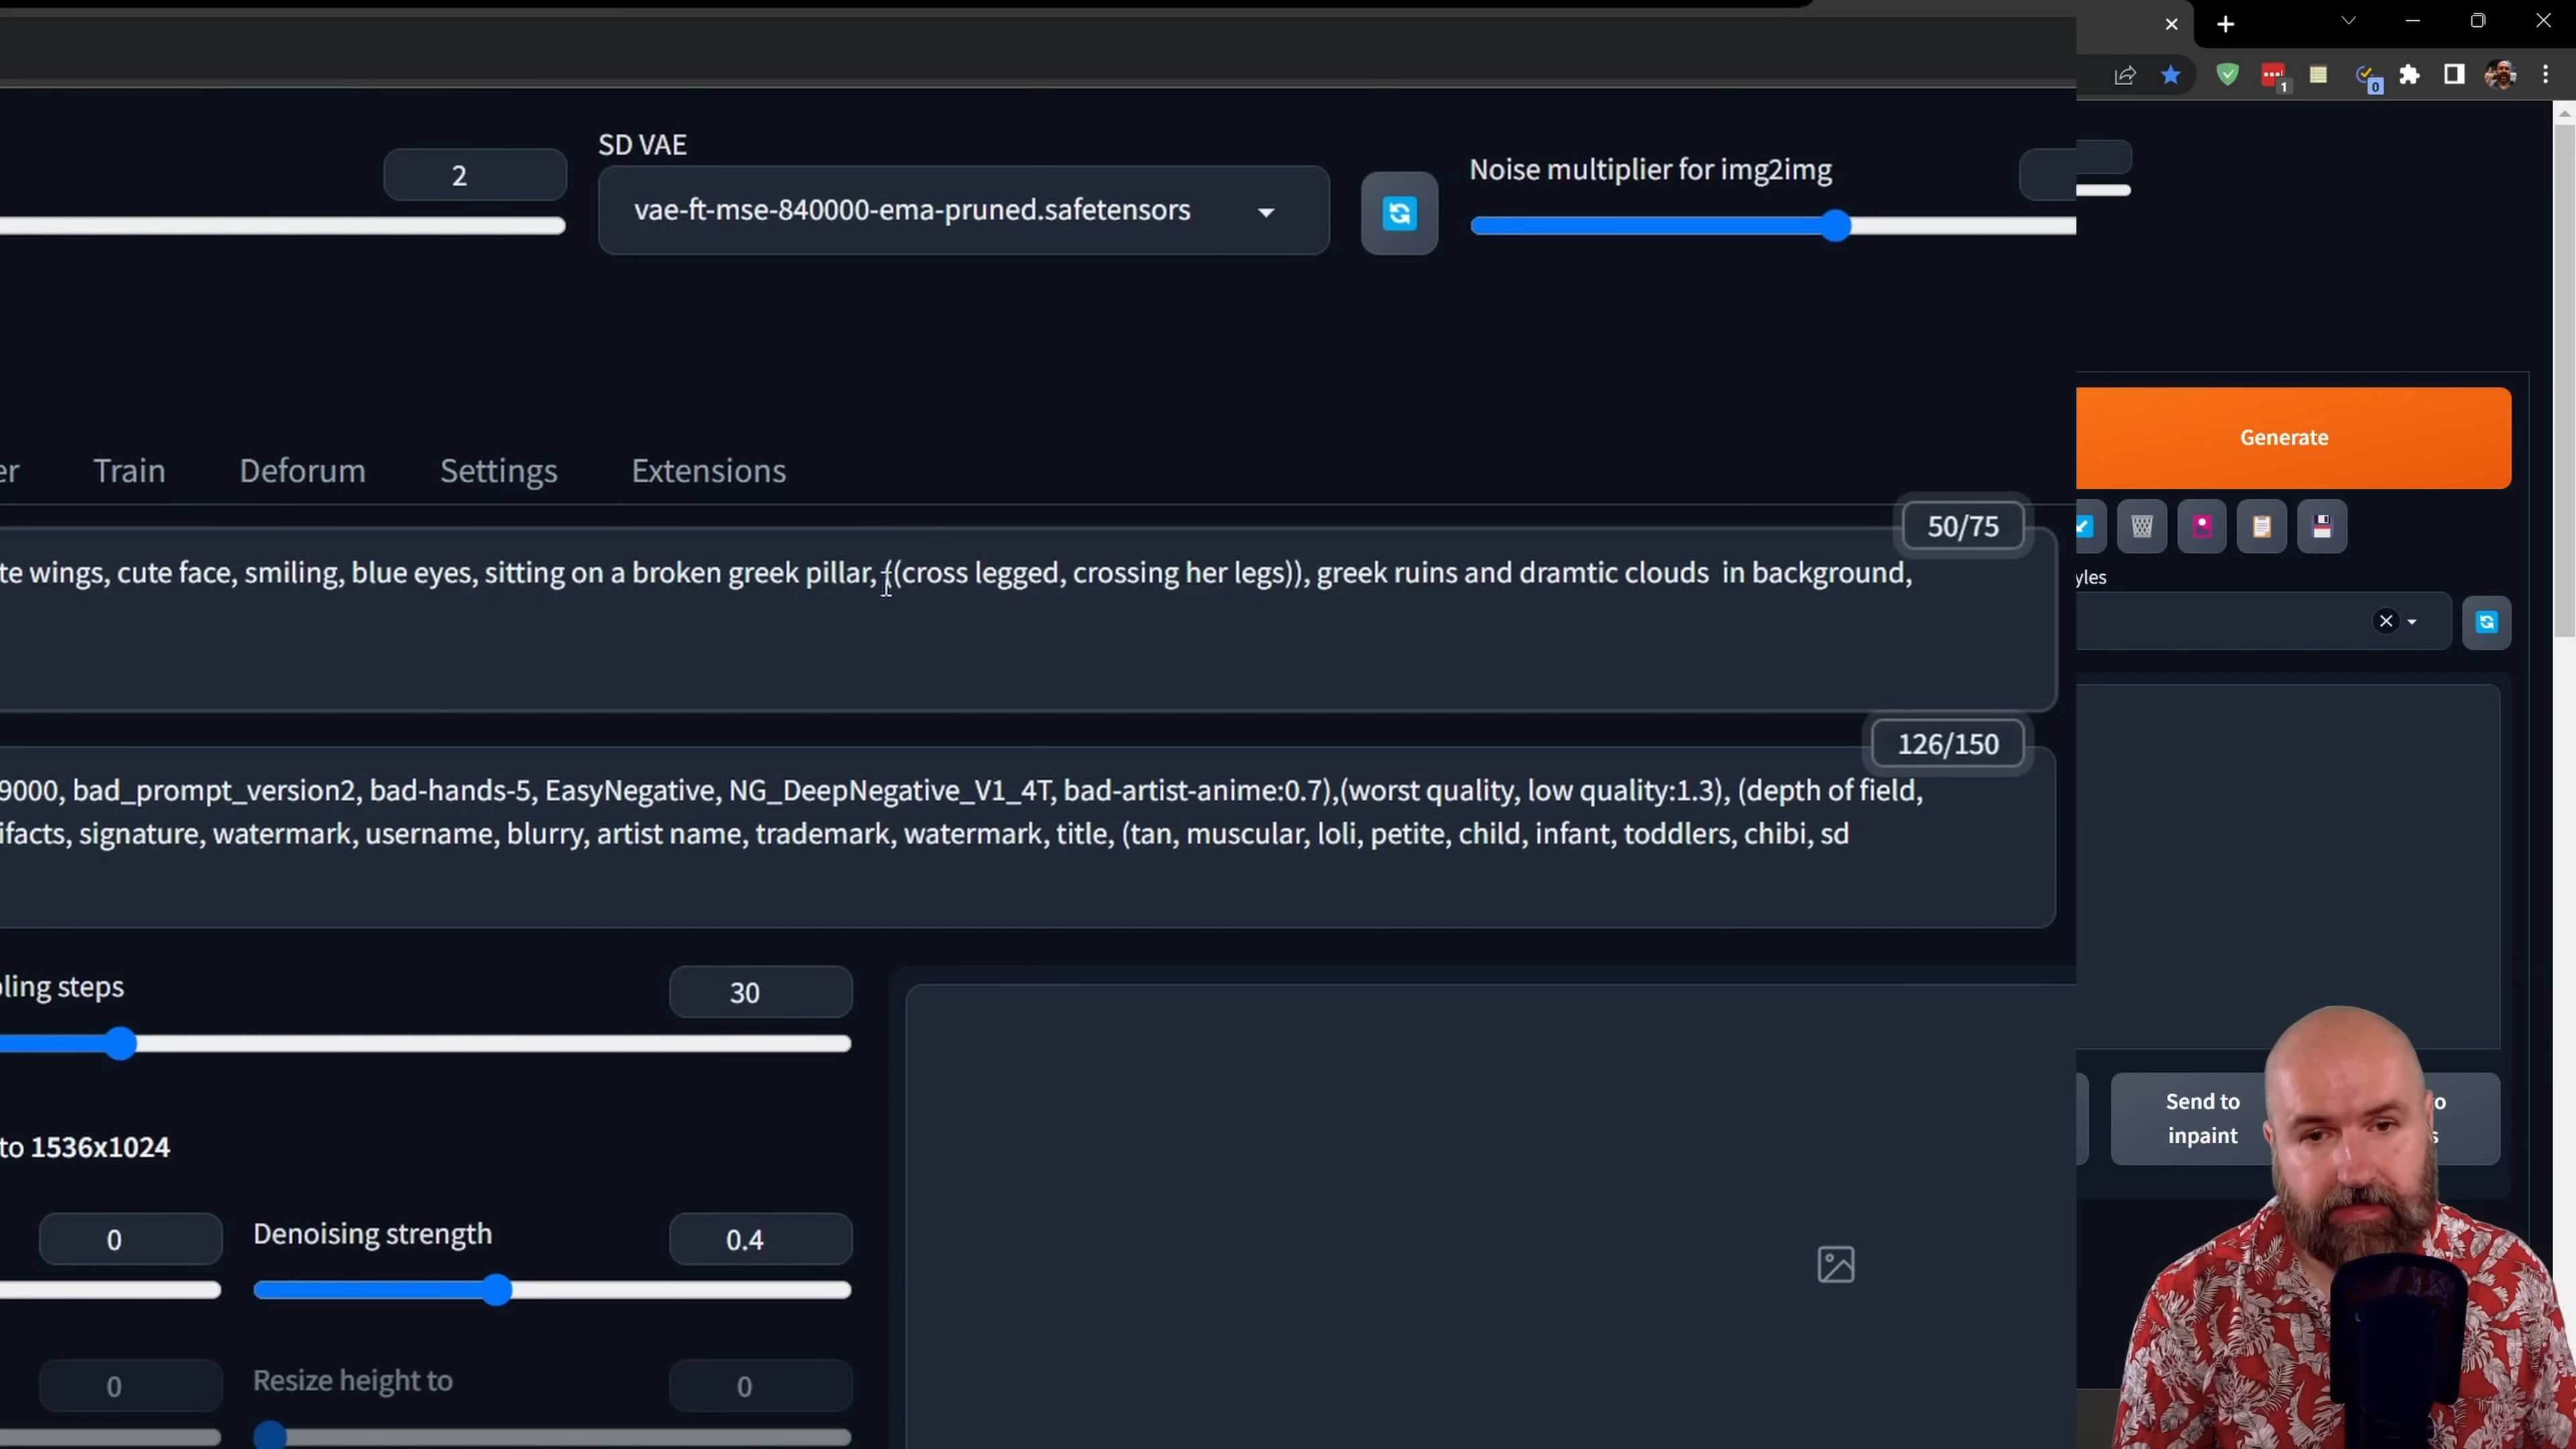 1
0
SD VAE
Noise multiplier for img2img
2
vae-ft-mse-840000-ema-pruned.safetensors
Generate
Train
Deforum
Settings
Extensions
50/75
te wings, cute face, smiling, blue eyes, sitting on a broken greek pillar, ((cross legged, crossing her legs)), greek ruins and dramtic clouds in background,
yles
126/150
9000, bad_prompt_version2, bad-hands-5, EasyNegative, NG_DeepNegative_V1_4T, bad-artist-anime:0.7),(worst quality, low quality:1.3), (depth of field,
ifacts, signature, watermark, username, blurry, artist name, trademark, watermark, title, (tan, muscular, loli, petite, child, infant, toddlers, chibi, sd
ling steps
30
Send to
inpaint
to 1536x1024
0
Denoising strength
0.4
0
Resize height to
0